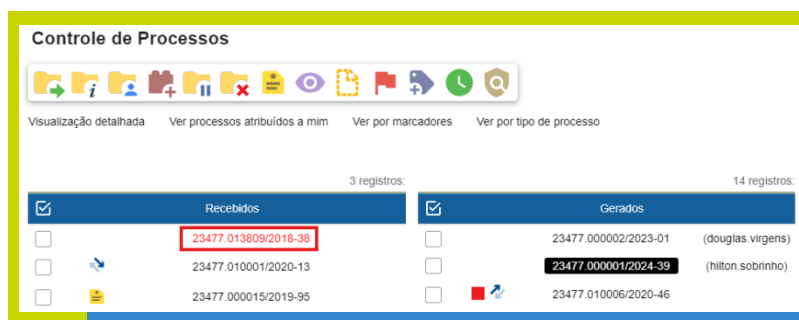 Controle de Processos
Visualização detalhada Ver processos atribuídos a mim Ver por marcadores Ver por tipo de processo
3 registros: 14 registros:
Recebidos Gerados
23477.013809/2018-38 23477.000002/2023-01 (douglas.virgens)
23477.010001/2020-13 23477.000001/2024-39 (hilton.sobrinho)
23477.000015/2019-95 23477.010006/2020-46